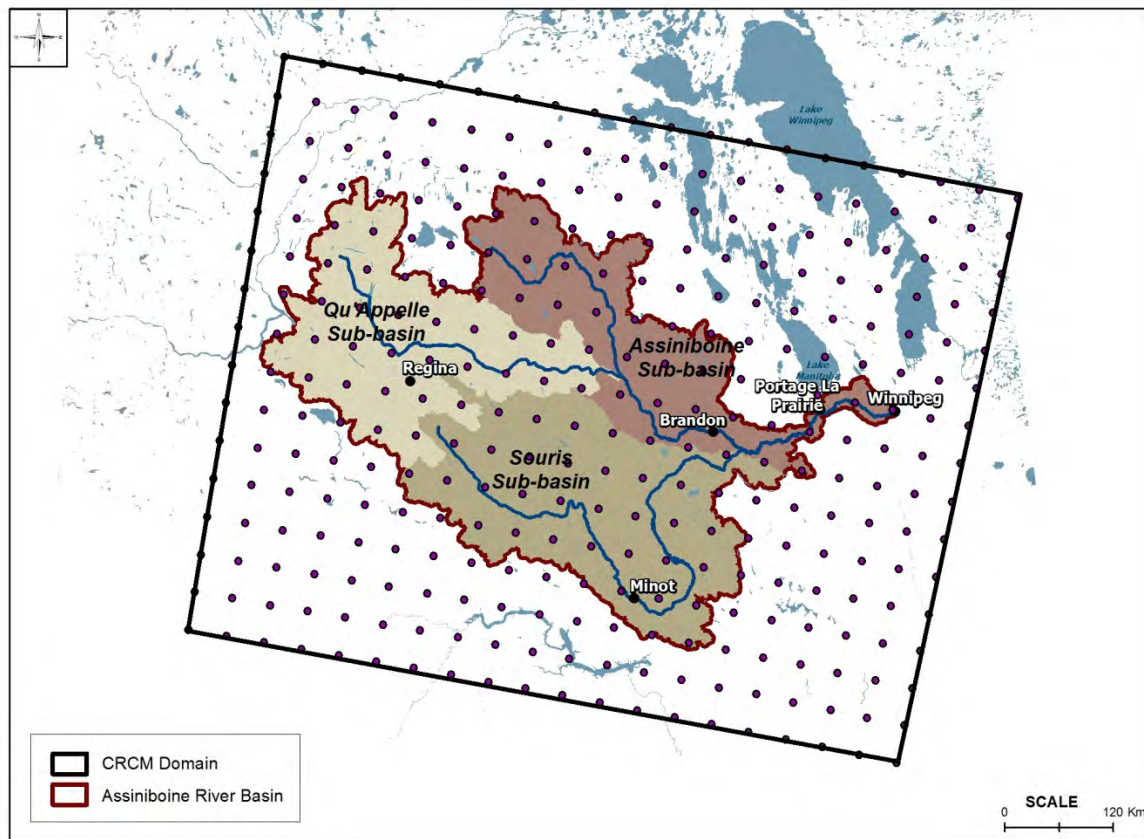 N
Lake
Winnipeg
Qu'Appelle
Sub-basin
Regina
Assiniboine
Sub-basin
Lake
Manitoba
Portage La
Prairie
Winnipeg
Brandon
Souris
Sub-basin
Minot
CRCM Domain
Assiniboine River Basin
SCALE
0 120 Km